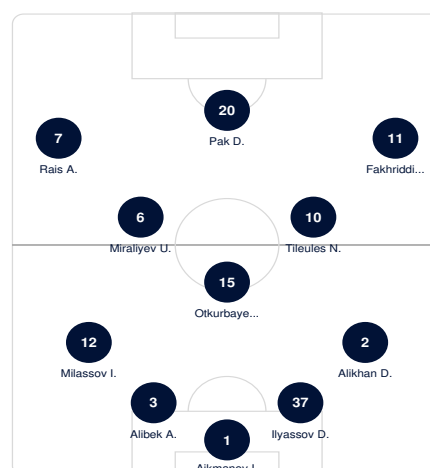 20
Pak D.
7
Rais A.
11
Fakhriddi...
6
Miraliyev U.
10
Tileules N.
15
Otkurbaye...
12
Milassov I.
2
Alikhan D.
3
Alibek A.
37
Ilyassov D.
1